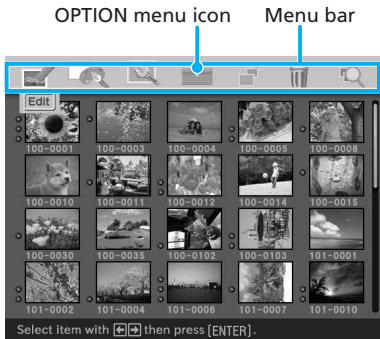 OPTION menu icon Menu bar
Edit
100-0001 100-0003 100-0004 100-0005 100-0008
100-0010 100-0011 100-0012 100-0014 100-0015
100-0030 100-0035 100-0102 100-0103 101-0001
101-0002 101-0004 101-0006 101-0007 101-0010
Select item with then press [ENTER].